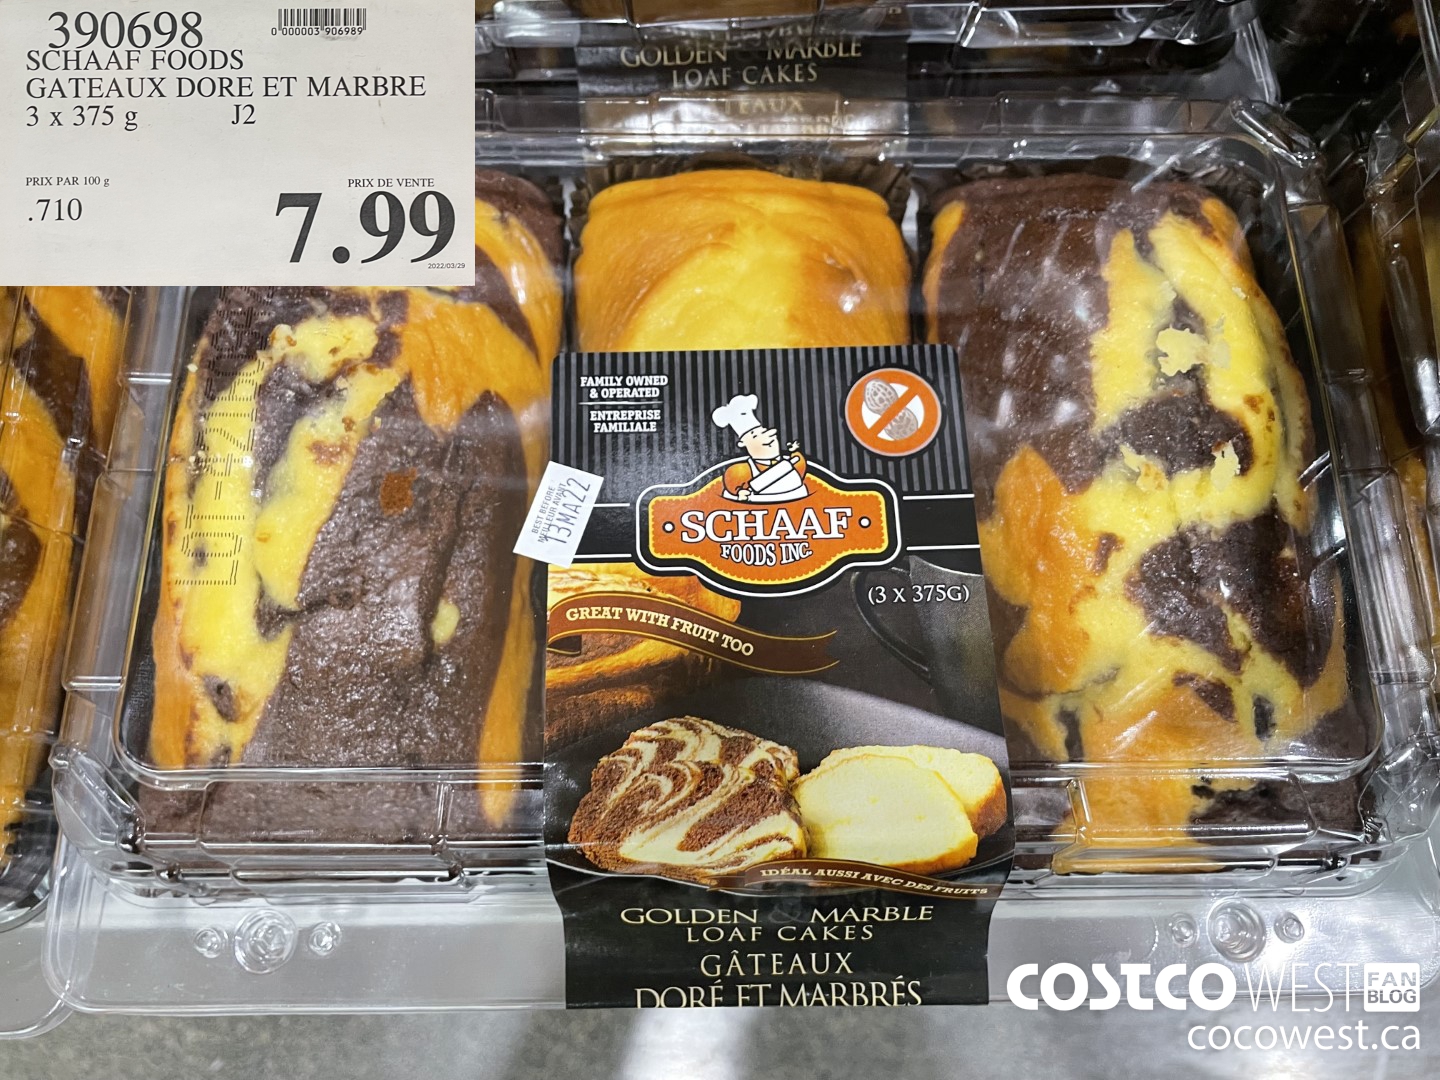 390698
0 000003 906989
SCHAAF FOODS
GATEAUX DORE ET MARBRE
3 x 375 g J2
PRIX PAR 100 g
PRIX DE VENTE
.710
7.99
2022/03/29
GOLDEN MARBLE
LOAF CAKES
FAMILY OWNED
& OPERATED
ENTREPRISE
FAMILIALE
BEST BEFORE
MEILLEUR AVANT
13MA22
SCHAAF
FOODS INC.
(3 X 375G)
GREAT WITH FRUIT TOO
IDÉAL AUSSI AVEC DES FRUITS
GOLDEN & MARBLE
LOAF CAKES
GÂTEAUX
DORÉ ET MARBRÉS
COSTCO WEST FAN
BLOG
cocowest.ca